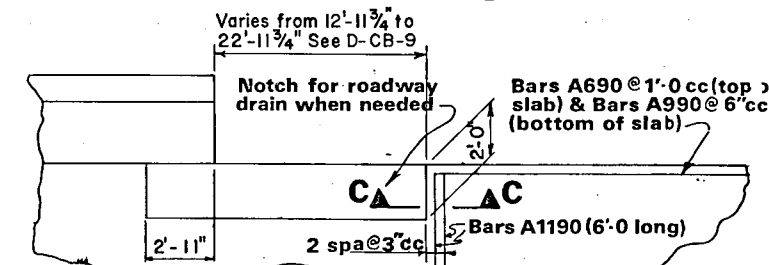 Varies from 12'-11¾" to
22'-11¾" See D-CB-9
Notch for roadway
drain when needed
Bars A690 @ 1'-0 cc (top
slab) & Bars A990 @ 6"cc
(bottom of slab)
2'-0"
C
C
Bars A1190 (6'-0 long)
2'-11"
2 spa@3"cc